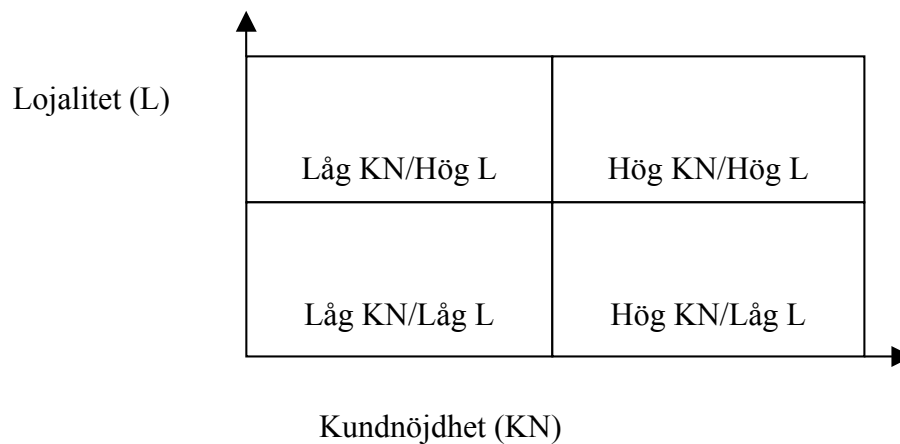 Lojalitet (L)
Låg KN/Hög L
Hög KN/Hög L
Låg KN/Låg L
Hög KN/Låg L
Kundnöjdhet (KN)